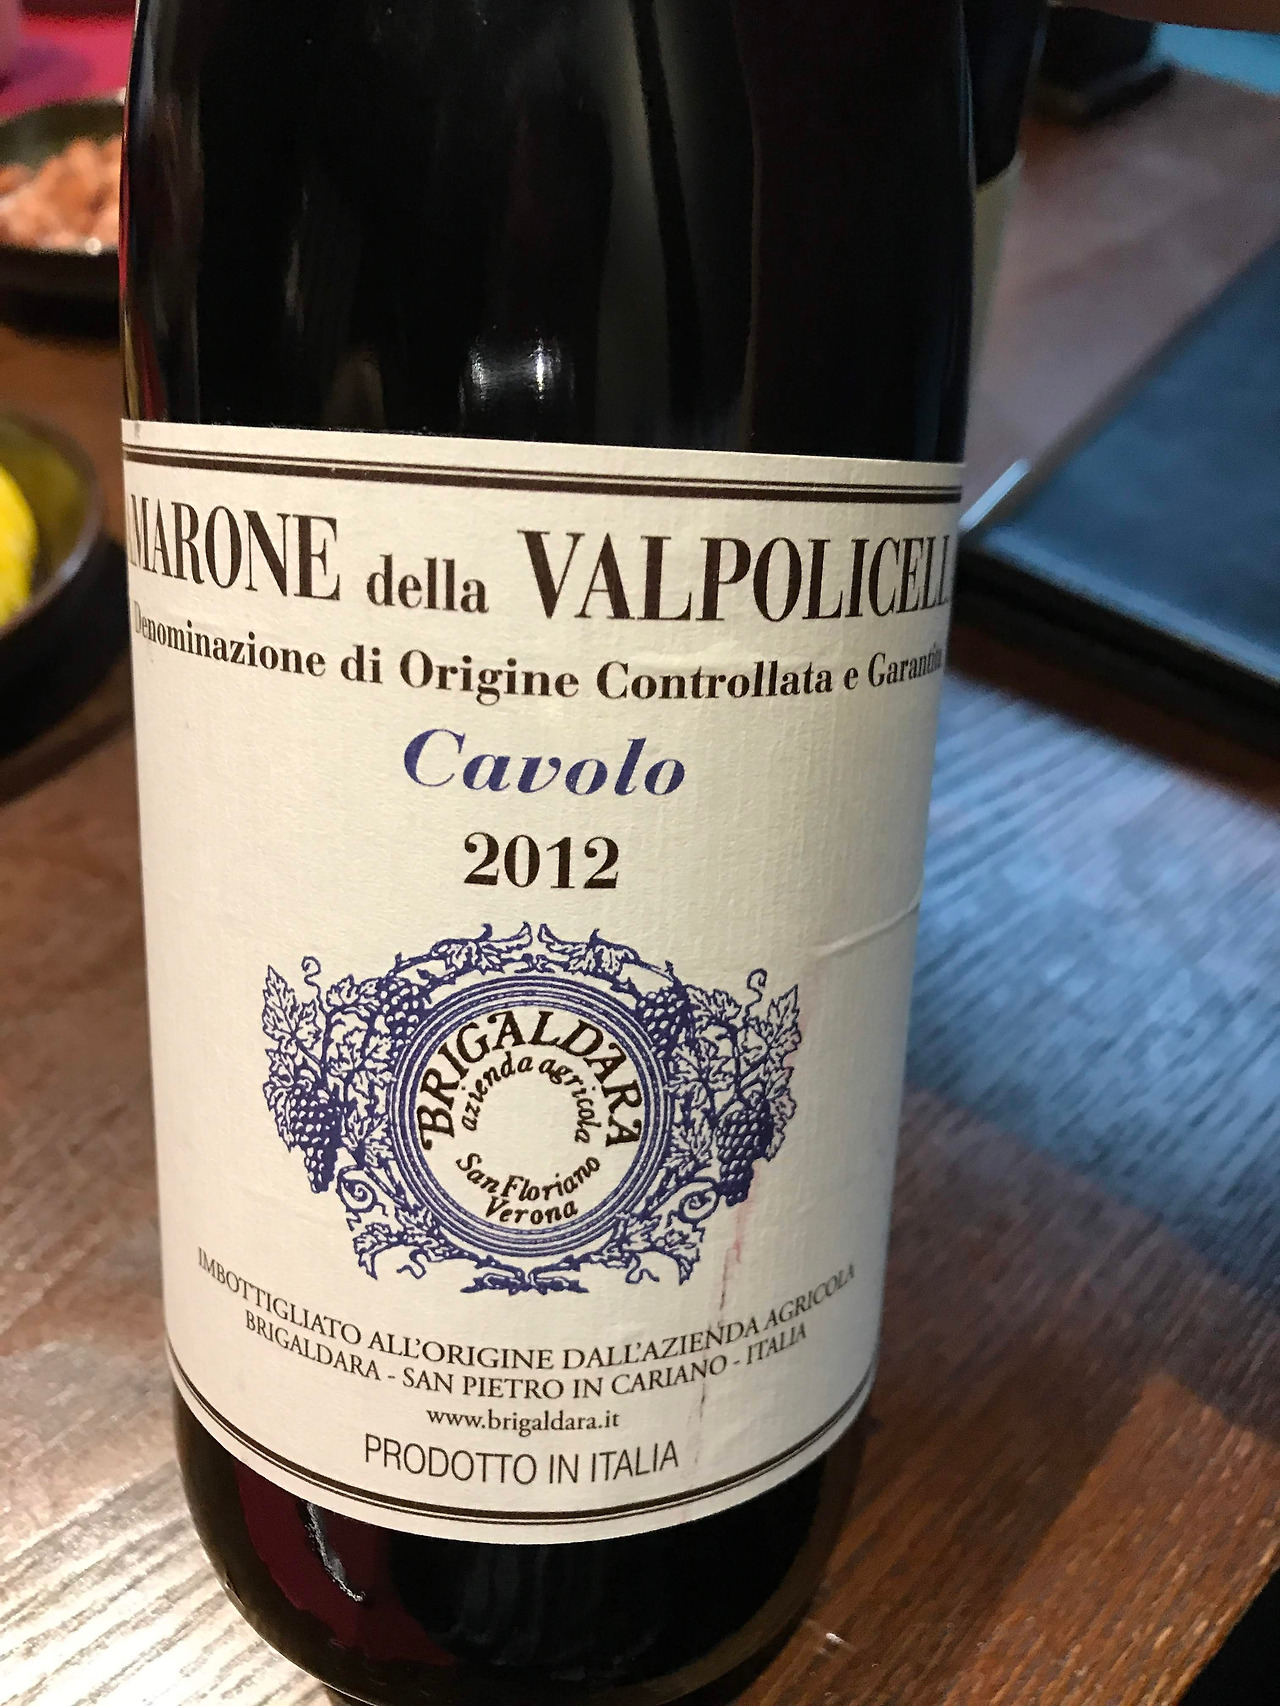 MARONE della VALPOLICELL
Denominazione di Origine Controllata e Garantita
Cavolo
2012
BRIGALDARA
azienda agricola
San Floriano
Verona
IMBOTTIGLIATO ALL'ORIGINE DALL'AZIENDA AGRICOLA
BRIGALDARA - SAN PIETRO IN CARIANO - ITALIA
www.brigaldara.it
PRODOTTO IN ITALIA